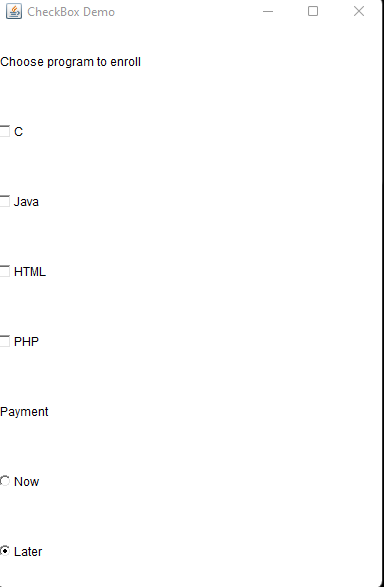 CheckBox Demo
Choose program to enroll
C
Java
HTML
PHP
Payment
Now
Later